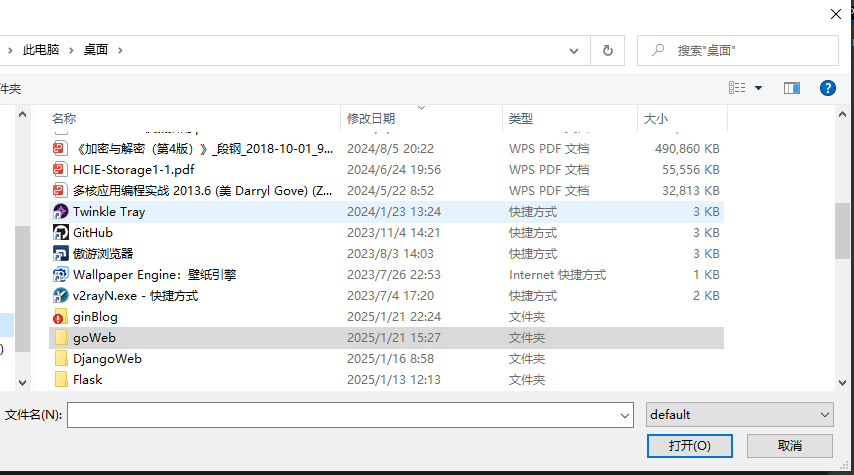 此电脑 > 桌面 >
搜索"桌面"
件夹
名称 修改日期 类型 大小
《加密与解密（第4版）》_段钢_2018-10-01_9... 2024/8/5 20:22 WPS PDF 文档 490,860 KB
HCIE-Storage1-1.pdf 2024/6/24 19:56 WPS PDF 文档 55,556 KB
多核应用编程实战 2013.6 (美 Darryl Gove) (Z... 2024/5/22 8:52 WPS PDF 文档 32,813 KB
Twinkle Tray 2024/1/23 13:24 快捷方式 3 KB
GitHub 2023/11/4 14:21 快捷方式 3 KB
傲游浏览器 2023/8/3 14:03 快捷方式 3 KB
Wallpaper Engine：壁纸引擎 2023/7/26 22:53 Internet 快捷方式 1 KB
v2rayN.exe - 快捷方式 2023/7/4 17:20 快捷方式 2 KB
ginBlog 2025/1/21 22:24 文件夹
goWeb 2025/1/21 15:27 文件夹
DjangoWeb 2025/1/16 8:58 文件夹
Flask 2025/1/13 12:13 文件夹
)
文件名(N): default
打开(O) 取消